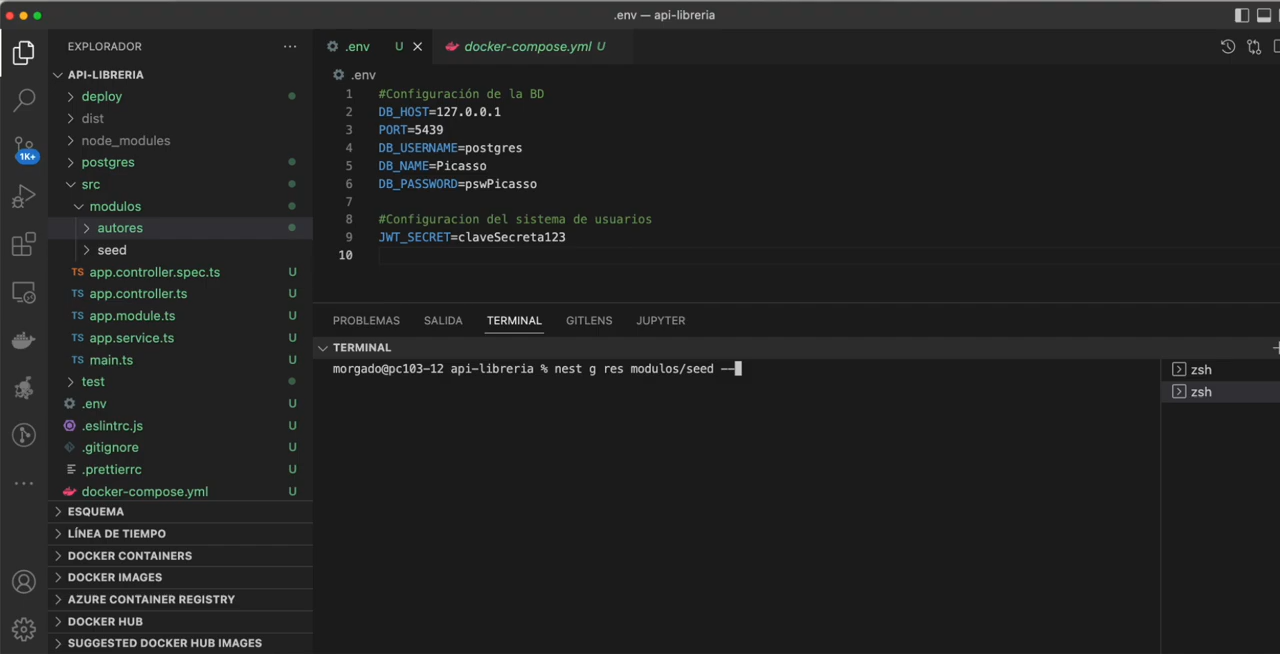 .env — api-libreria
EXPLORADOR
API-LIBRERIA
deploy
dist
node_modules
postgres
src
modulos
autores
seed
TS app.controller.spec.ts U
TS app.controller.ts U
TS app.module.ts U
TS app.service.ts U
TS main.ts U
test
.env U
.eslintrc.js U
.gitignore U
.prettierrc U
docker-compose.yml U
ESQUEMA
LÍNEA DE TIEMPO
DOCKER CONTAINERS
DOCKER IMAGES
AZURE CONTAINER REGISTRY
DOCKER HUB
SUGGESTED DOCKER HUB IMAGES
1K+
.env U
docker-compose.yml U
.env
1 #Configuración de la BD
2 DB_HOST=127.0.0.1
3 PORT=5439
4 DB_USERNAME=postgres
5 DB_NAME=Picasso
6 DB_PASSWORD=pswPicasso
7
8 #Configuracion del sistema de usuarios
9 JWT_SECRET=claveSecreta123
10
PROBLEMAS SALIDA TERMINAL GITLENS JUPYTER
TERMINAL
morgado@pc103-12 api-libreria % nest g res modulos/seed --
zsh
zsh